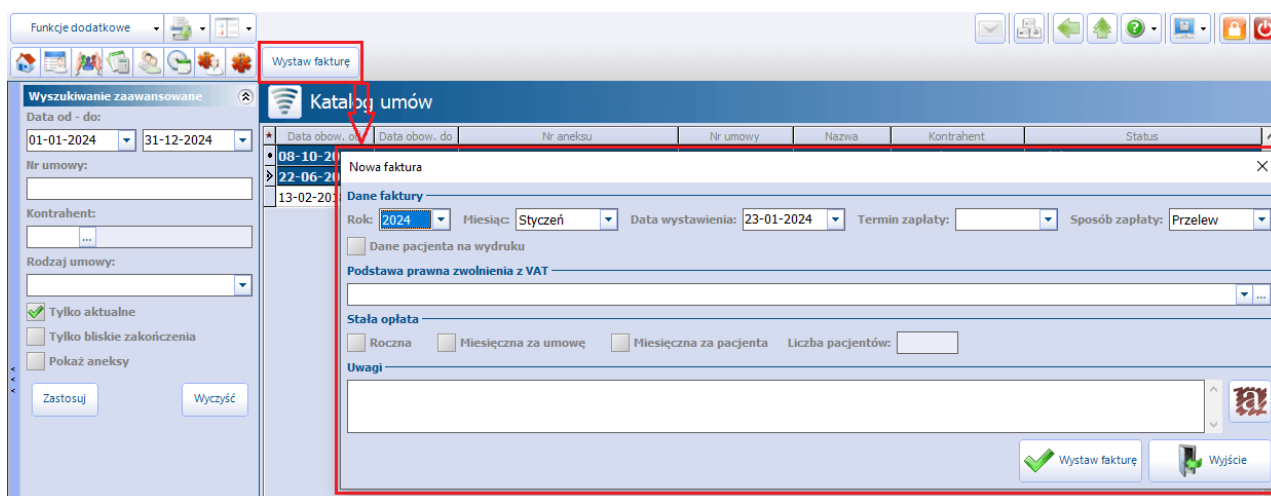 Funkcje dodatkowe
Wystaw fakturę
Wyszukiwanie zaawansowane
Data od - do:
01-01-2024 31-12-2024
Nr umowy:
Kontrahent:
...
Rodzaj umowy:
Tylko aktualne
Tylko bliskie zakończenia
Pokaż aneksy
Zastosuj Wyczyść
Katalog umów
Data obow. od Data obow. do Nr aneksu Nr umowy Nazwa Kontrahent Status
08-10-20
22-06-20
13-02-201
Nowa faktura
Dane faktury
Rok: 2024 Miesiąc: Styczeń Data wystawienia: 23-01-2024 Termin zapłaty: Sposób zapłaty: Przelew
Dane pacjenta na wydruku
Podstawa prawna zwolnienia z VAT
...
Stała opłata
Roczna Miesięczna za umowę Miesięczna za pacjenta Liczba pacjentów:
Uwagi
Wystaw fakturę Wyjście